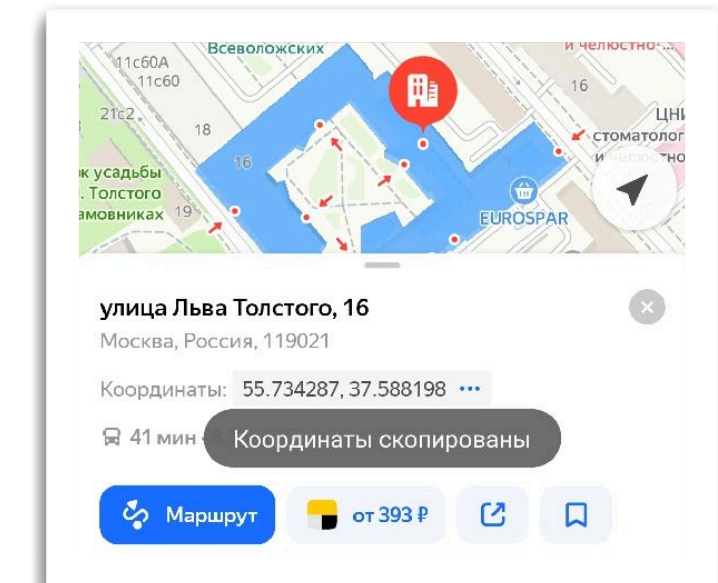 Всеволожских
и челюстно-...
11с60А
11с60
16
21с2
18
ЦНИ
стоматолог
и челюстно
16
к усадьбы
. Толстого
амовниках
19
EUROSPAR
улица Льва Толстого, 16
Москва, Россия, 119021
Координаты: 55.734287, 37.588198 •••
41 мин
Координаты скопированы
Маршрут
от 393 ₽